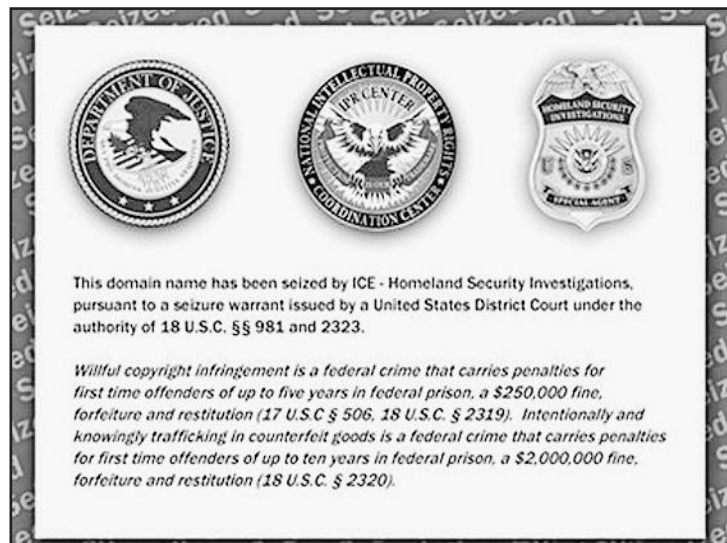 DEPARTMENT OF JUSTICE
NATIONAL INTELLECTUAL PROPERTY RIGHTS
COORDINATION CENTER
IPR CENTER
HOMELAND SECURITY
INVESTIGATIONS
U S
SPECIAL AGENT
This domain name has been seized by ICE - Homeland Security Investigations,
pursuant to a seizure warrant issued by a United States District Court under the
authority of 18 U.S.C. §§ 981 and 2323.
Willful copyright infringement is a federal crime that carries penalties for
first time offenders of up to five years in federal prison, a $250,000 fine,
forfeiture and restitution (17 U.S.C § 506, 18 U.S.C. § 2319). Intentionally and
knowingly trafficking in counterfeit goods is a federal crime that carries penalties
for first time offenders of up to ten years in federal prison, a $2,000,000 fine,
forfeiture and restitution (18 U.S.C. § 2320).